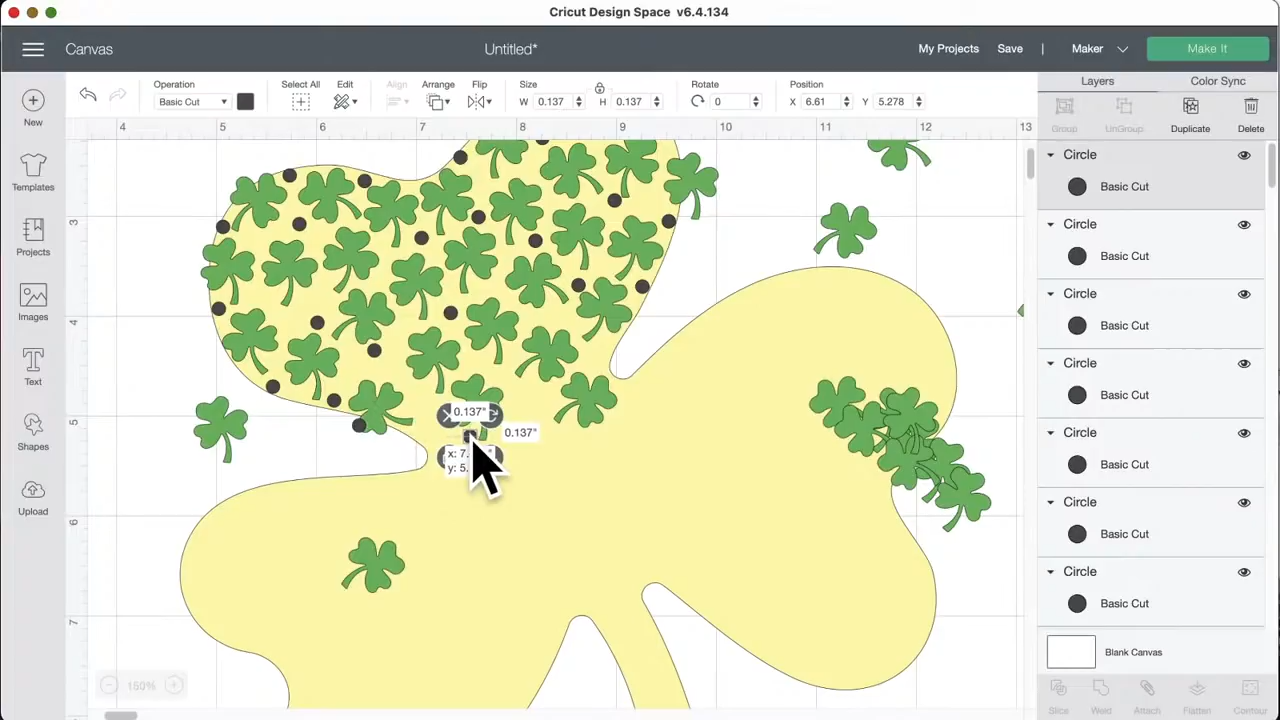 Cricut Design Space v6.4.134
Canvas
Untitled*
My Projects
Save
|
Maker
Make It
Operation
Basic Cut
Select All
Edit
Align
Arrange
Flip
Size
W 0.137
H 0.137
Rotate
0
Position
X 6.61
Y 5.278
Layers
Color Sync
Group
UnGroup
Duplicate
Delete
4 5 6 7 8 9 10 11 12 13
3
4
5
6
7
New
Templates
Projects
Images
Text
Shapes
Upload
0.137"
0.137"
x: 7.
y: 5.
150%
Circle
Basic Cut
Circle
Basic Cut
Circle
Basic Cut
Circle
Basic Cut
Circle
Basic Cut
Circle
Basic Cut
Circle
Basic Cut
Blank Canvas
Slice
Weld
Attach
Flatten
Contour